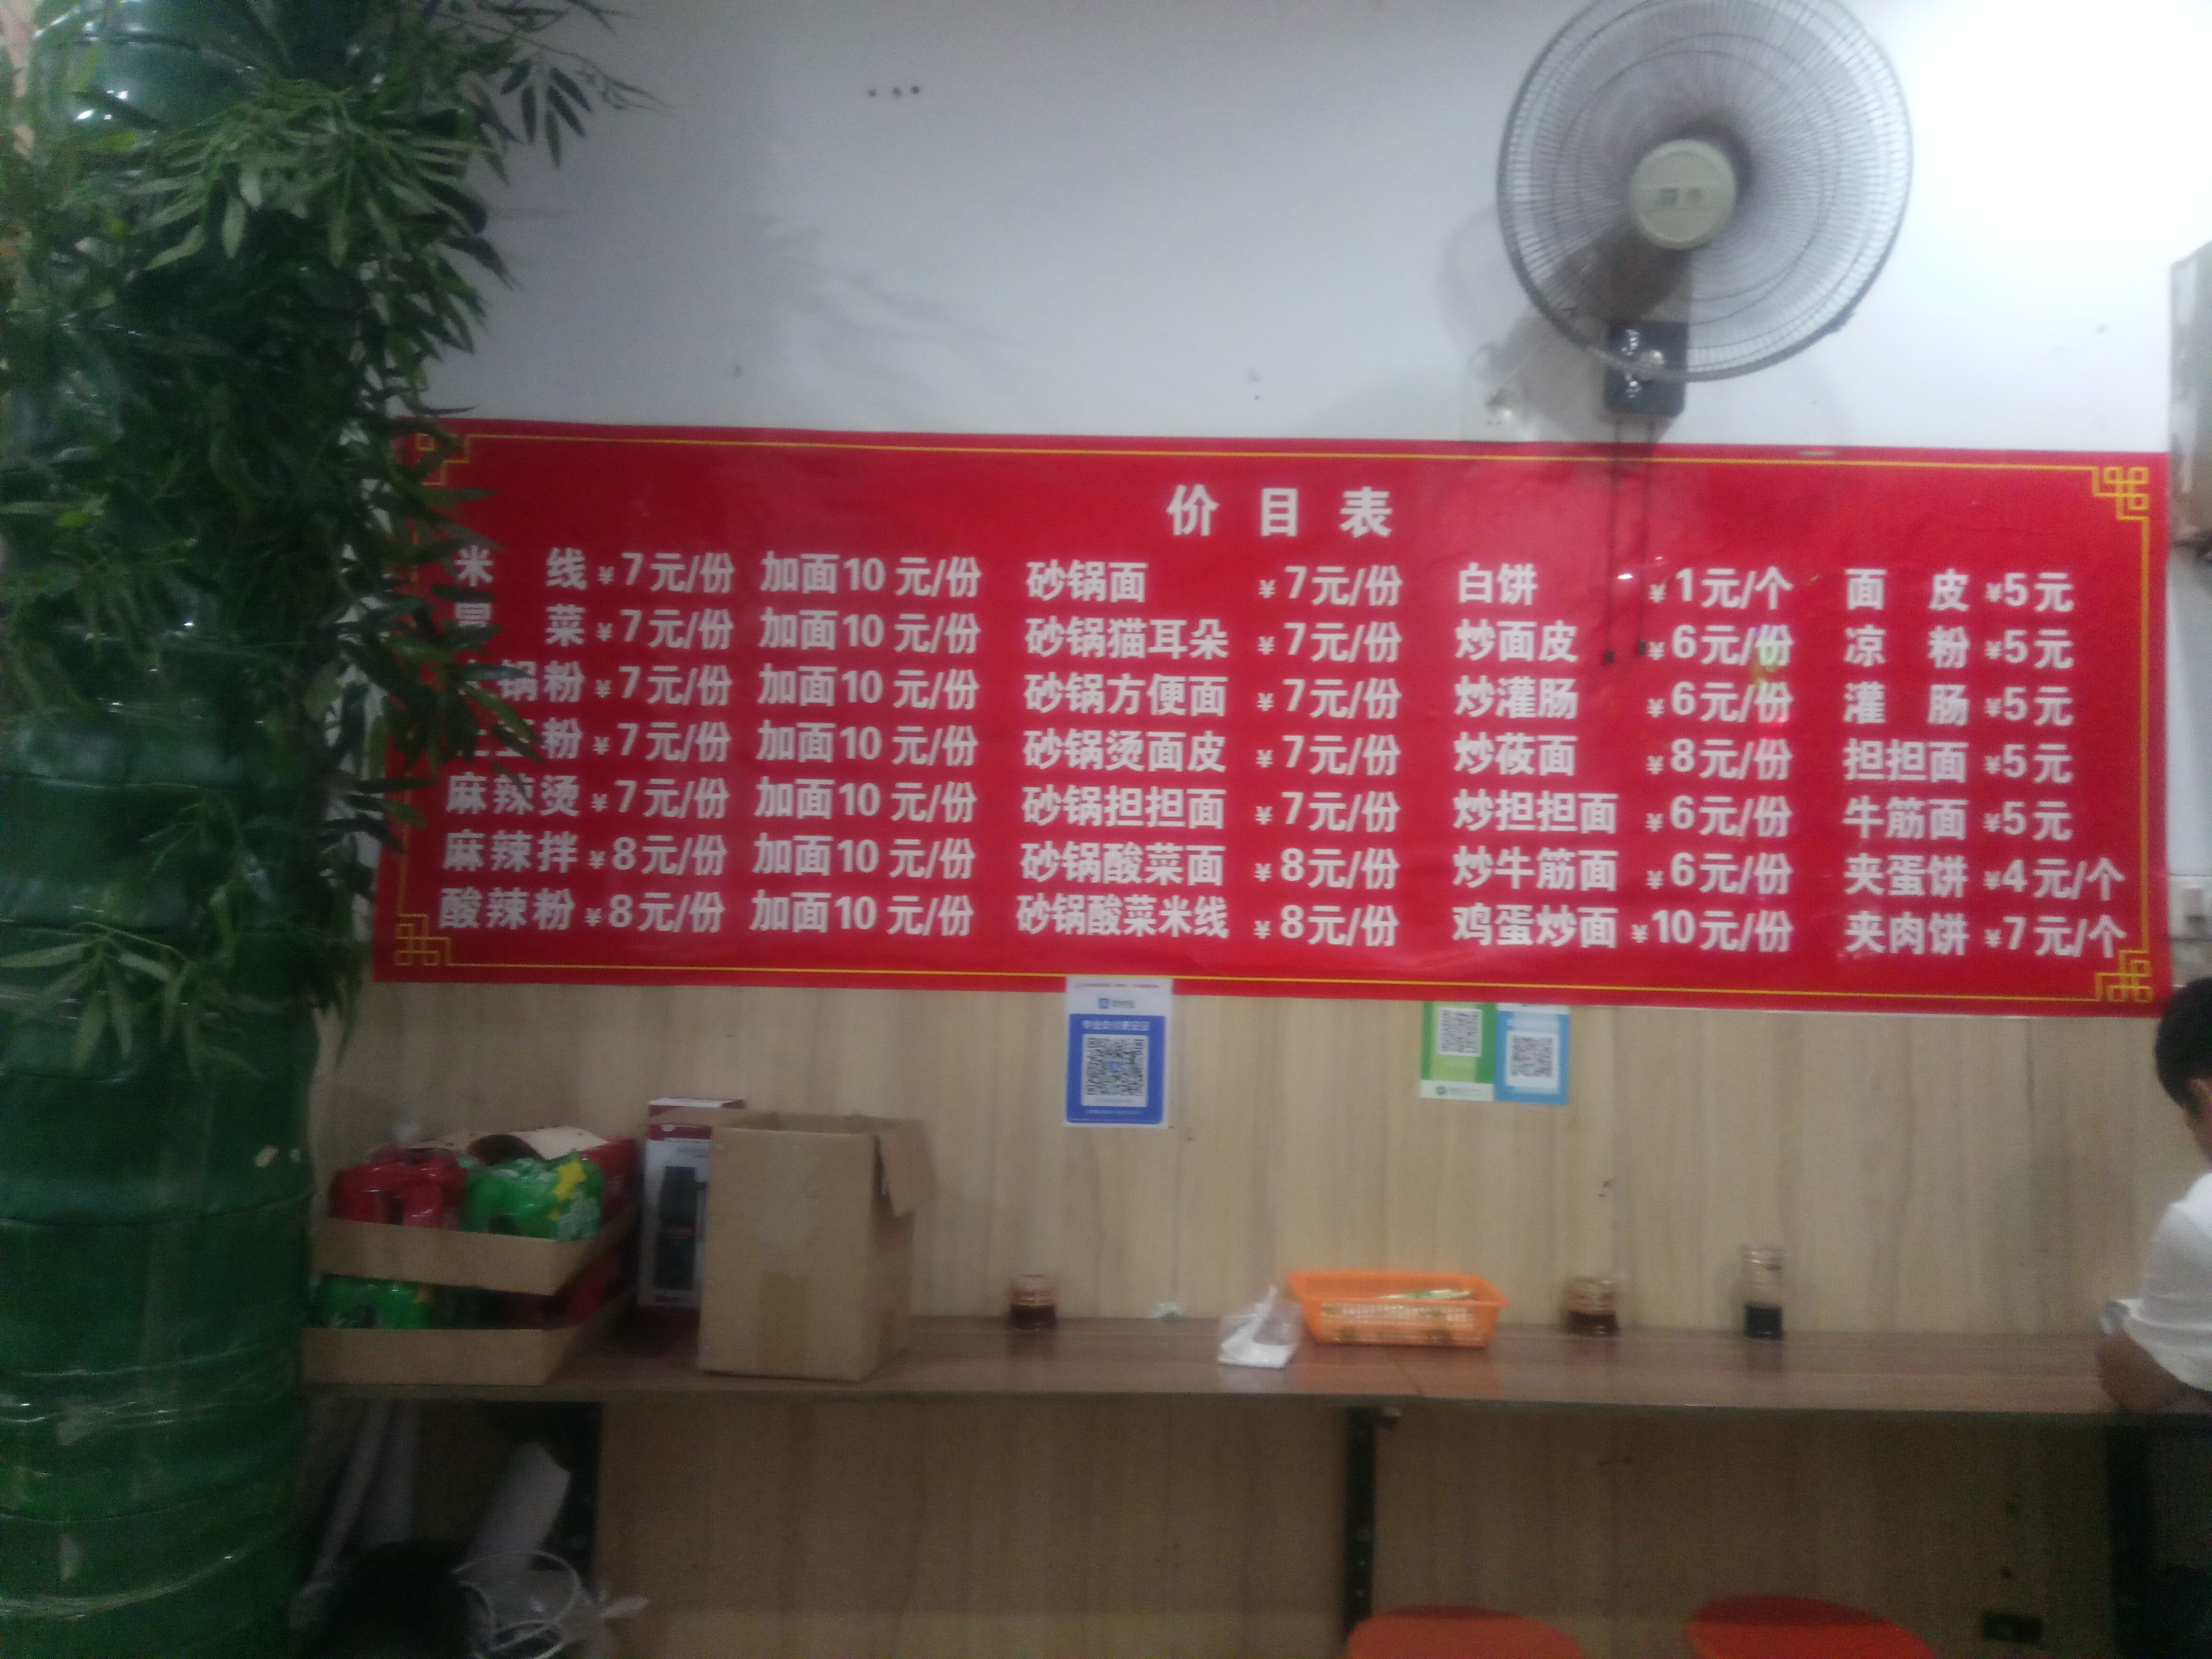 价目表
米线 ¥7元/份 加面10元/份 砂锅面 ¥7元/份 白饼 ¥1元/个 面皮 ¥5元
冒菜 ¥7元/份 加面10元/份 砂锅猫耳朵 ¥7元/份 炒面皮 ¥6元/份 凉粉 ¥5元
锅粉 ¥7元/份 加面10元/份 砂锅方便面 ¥7元/份 炒灌肠 ¥6元/份 灌肠 ¥5元
粉 ¥7元/份 加面10元/份 砂锅烫面皮 ¥7元/份 炒莜面 ¥8元/份 担担面 ¥5元
麻辣烫 ¥7元/份 加面10元/份 砂锅担担面 ¥7元/份 炒担担面 ¥6元/份 牛筋面 ¥5元
麻辣拌 ¥8元/份 加面10元/份 砂锅酸菜面 ¥8元/份 炒牛筋面 ¥6元/份 夹蛋饼 ¥4元/个
酸辣粉 ¥8元/份 加面10元/份 砂锅酸菜米线 ¥8元/份 鸡蛋炒面 ¥10元/份 夹肉饼 ¥7元/个